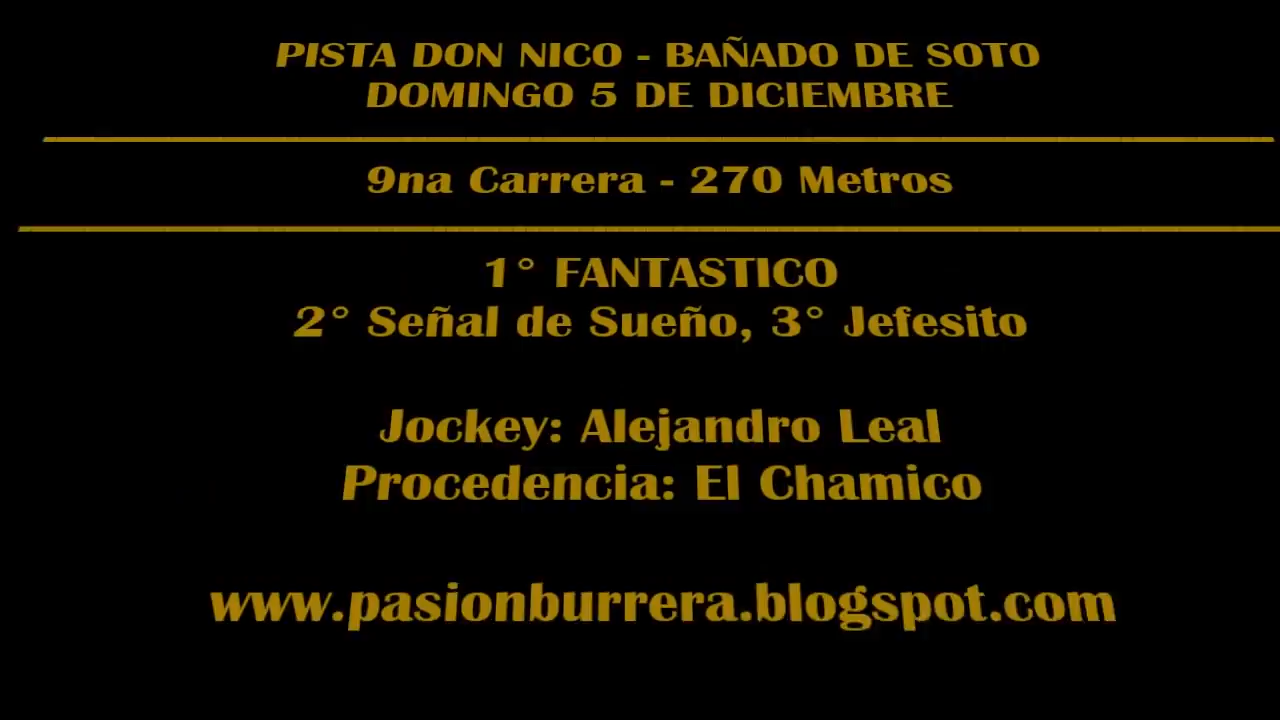 PISTA DON NICO - BAÑADO DE SOTO
DOMINGO 5 DE DICIEMBRE
9na Carrera - 270 Metros
1° FANTASTICO
2° Señal de Sueño, 3° Jefesito
Jockey: Alejandro Leal
Procedencia: El Chamico
www.pasionburrera.blogspot.com